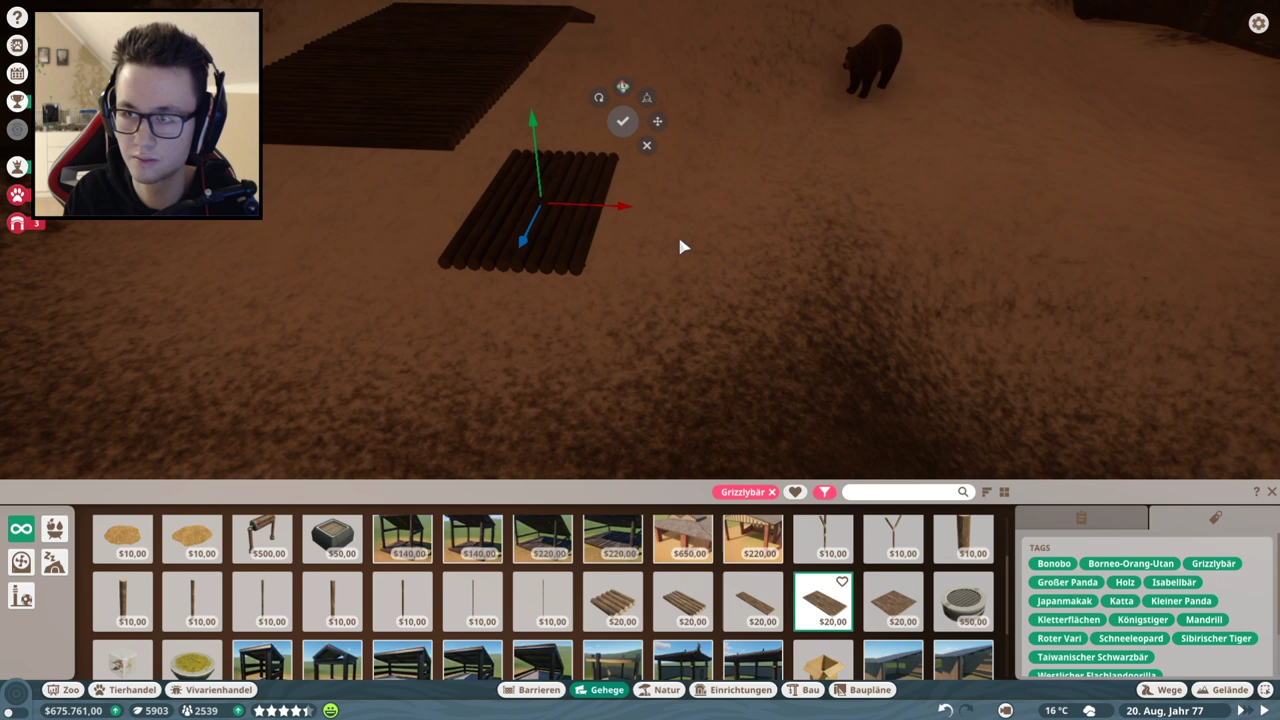 ?
3
Grizzlybär ✕
? ✕
$10,00 $10,00 $500,00 $50,00 $140,00 $140,00 $220,00 $220,00 $650,00 $220,00 $10,00 $10,00 $10,00
$10,00 $10,00 $10,00 $10,00 $10,00 $10,00 $10,00 $20,00 $20,00 $20,00 $20,00 $20,00 $50,00
TAGS
Bonobo Borneo-Orang-Utan Grizzlybär
Großer Panda Holz Isabellbär
Japanmakak Katta Kleiner Panda
Kletterflächen Königstiger Mandrill
Roter Vari Schneeleopard Sibirischer Tiger
Taiwanischer Schwarzbär
Westlicher Flachlandgorilla
Zoo Tierhandel Vivarienhandel Barrieren Gehege Natur Einrichtungen Bau Baupläne Wege Gelände
$675.761,00 5903 2539 16 °C 20. Aug, Jahr 77